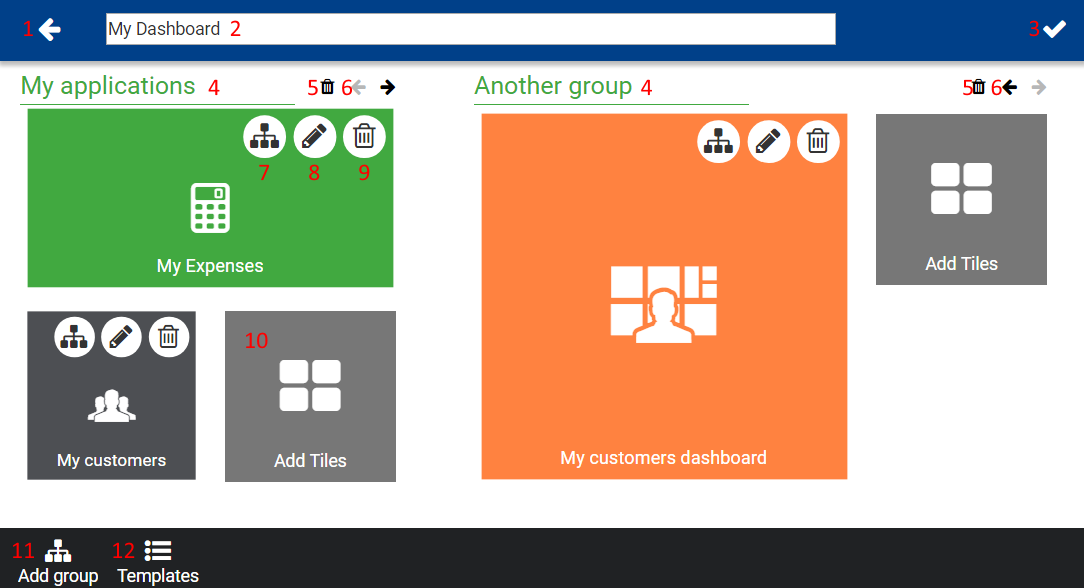 1 My Dashboard 2 3
My applications 4 5 6
Another group 4 5 6
7 8 9
My Expenses
Add Tiles
10
My customers
Add Tiles
My customers dashboard
11 12
Add group Templates